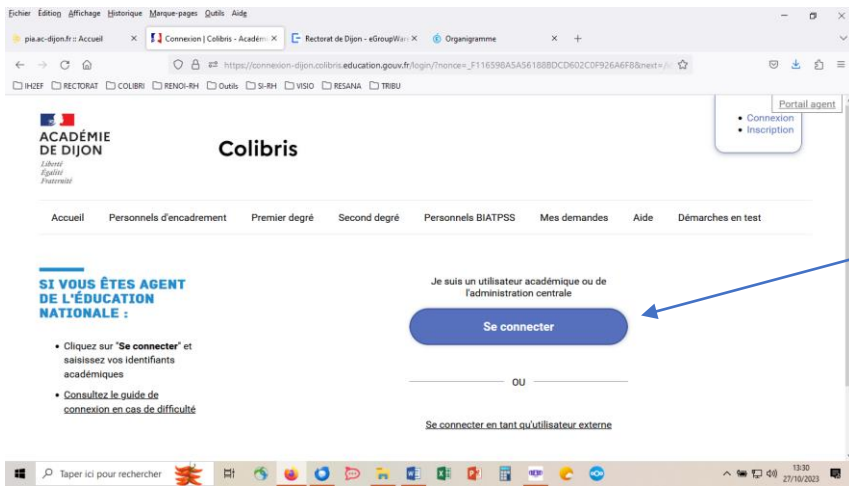 Fichier Édition Affichage Historique Marque-pages Outils Aide
pia.ac-dijon.fr :: Accueil
Connexion | Colibris - Académi
Rectorat de Dijon - eGroupWare
Organigramme
https://connexion-dijon.colibris.education.gouv.fr/login/?nonce=
IH2EF RECTORAT COLIBRI RENOI-RH Outils SI-RH VISIO RESANA TRIBU
Portail agent
Connexion
Inscription
ACADÉMIE
DE DIJON
Liberté
Égalité
Fraternité
Colibris
Accueil Personnels d'encadrement Premier degré Second degré Personnels BIATPSS Mes demandes Aide Démarches en test
SI VOUS ÊTES AGENT
DE L'ÉDUCATION
NATIONALE :
Cliquez sur "Se connecter" et
saisissez vos identifiants
académiques
Consultez le guide de
connexion en cas de difficulté
Je suis un utilisateur académique ou de
l'administration centrale
Se connecter
OU
Se connecter en tant qu'utilisateur externe
Taper ici pour rechercher
13:30
27/10/2023